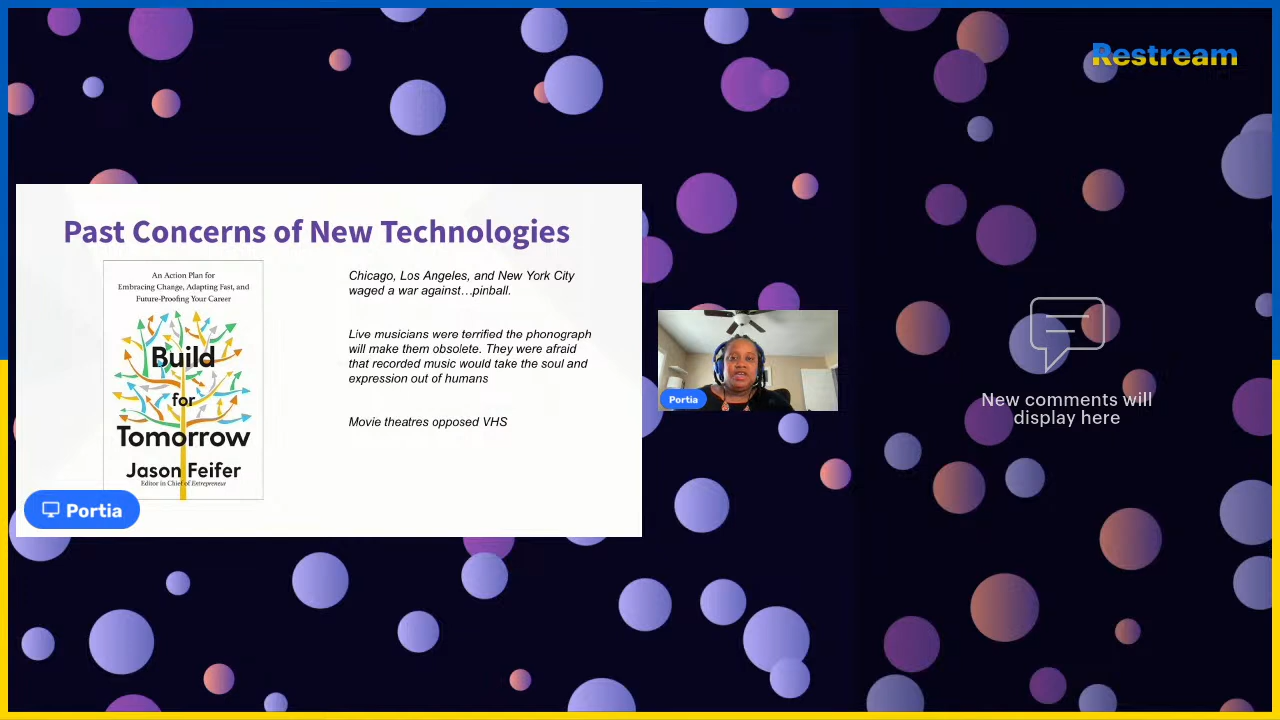 Restream
Past Concerns of New Technologies
An Action Plan for
Embracing Change, Adapting Fast, and
Future-Proofing Your Career
Build
for
Tomorrow
Jason Feifer
Editor in Chief of Entrepreneur
Chicago, Los Angeles, and New York City
waged a war against…pinball.
Live musicians were terrified the phonograph
will make them obsolete. They were afraid
that recorded music would take the soul and
expression out of humans
Movie theatres opposed VHS
Portia
Portia
New comments will
display here